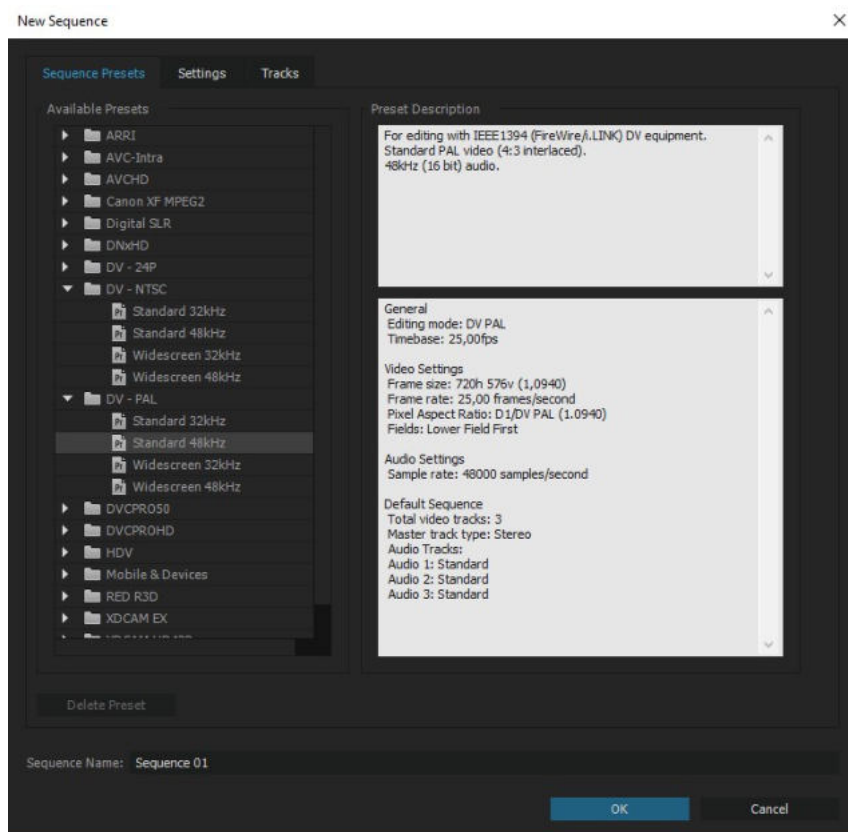 New Sequence
Sequence Presets Settings Tracks
Available Presets
ARRI
AVC-Intra
AVCHD
Canon XF MPEG2
Digital SLR
DNxHD
DV - 24P
DV - NTSC
Standard 32kHz
Standard 48kHz
Widescreen 32kHz
Widescreen 48kHz
DV - PAL
Standard 32kHz
Standard 48kHz
Widescreen 32kHz
Widescreen 48kHz
DVCPRO50
DVCPROHD
HDV
Mobile & Devices
RED R3D
XDCAM EX
Delete Preset
Preset Description
For editing with IEEE1394 (FireWire/i.LINK) DV equipment.
Standard PAL video (4:3 interlaced).
48kHz (16 bit) audio.
General
Editing mode: DV PAL
Timebase: 25,00fps
Video Settings
Frame size: 720h 576v (1,0940)
Frame rate: 25,00 frames/second
Pixel Aspect Ratio: D1/DV PAL (1.0940)
Fields: Lower Field First
Audio Settings
Sample rate: 48000 samples/second
Default Sequence
Total video tracks: 3
Master track type: Stereo
Audio Tracks:
Audio 1: Standard
Audio 2: Standard
Audio 3: Standard
Sequence Name: Sequence 01
OK Cancel